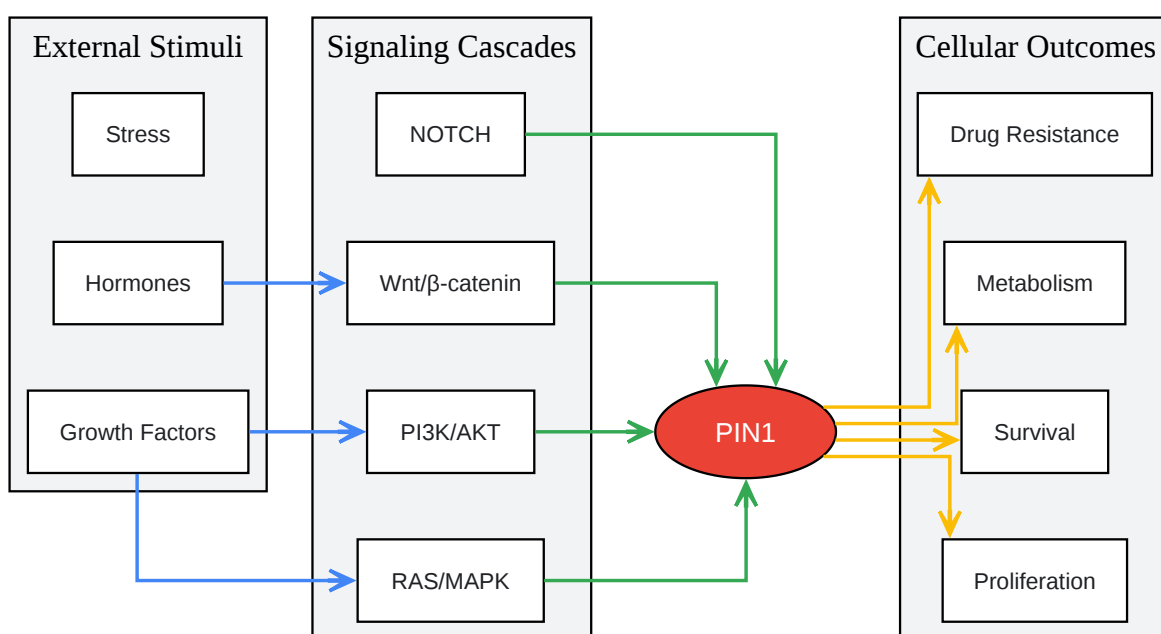 External Stimuli
Stress
Hormones
Growth Factors
Signaling Cascades
NOTCH
Wnt/β-catenin
PI3K/AKT
RAS/MAPK
PIN1
Cellular Outcomes
Drug Resistance
Metabolism
Survival
Proliferation